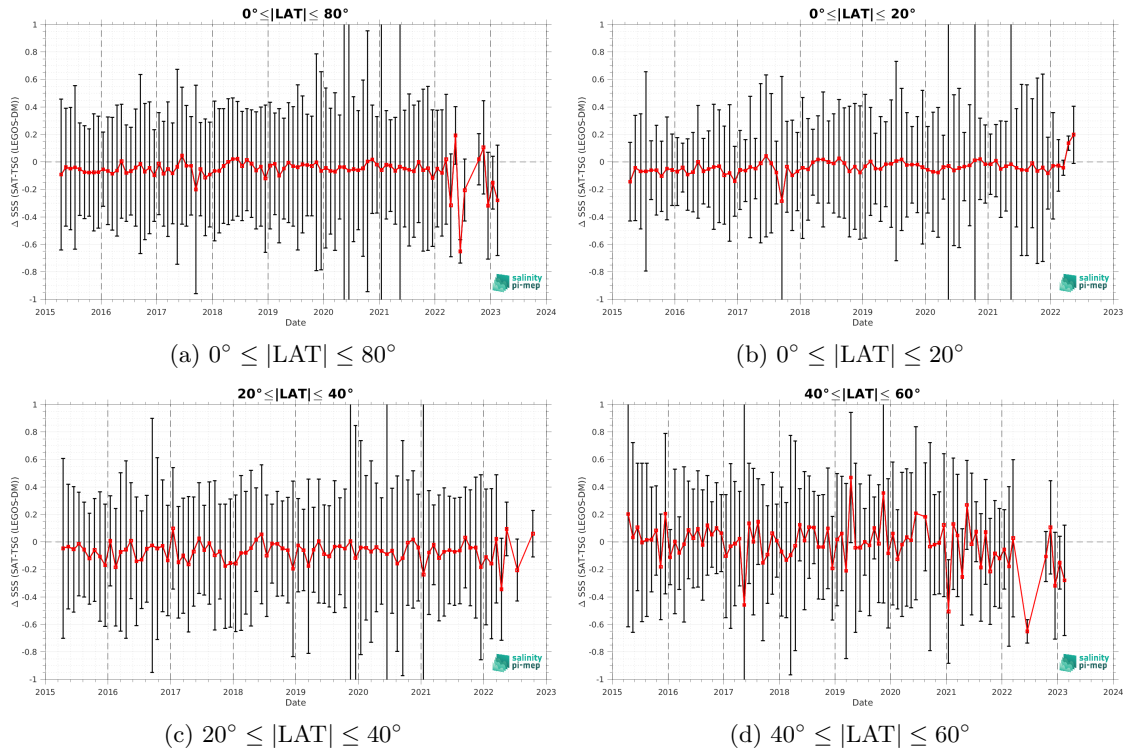 0°≤|LAT|≤ 80°
Δ SSS (SAT-TSG (LEGOS-DM))
1
0.8
0.6
0.4
0.2
0
-0.2
-0.4
-0.6
-0.8
-1
2015 2016 2017 2018 2019 2020 2021 2022 2023 2024
Date
salinity
pi-mep
(a) 0° ≤ |LAT| ≤ 80°
0°≤|LAT|≤ 20°
Δ SSS (SAT-TSG (LEGOS-DM))
1
0.8
0.6
0.4
0.2
0
-0.2
-0.4
-0.6
-0.8
-1
2015 2016 2017 2018 2019 2020 2021 2022 2023
Date
salinity
pi-mep
(b) 0° ≤ |LAT| ≤ 20°
20°≤|LAT|≤ 40°
Δ SSS (SAT-TSG (LEGOS-DM))
1
0.8
0.6
0.4
0.2
0
-0.2
-0.4
-0.6
-0.8
-1
2015 2016 2017 2018 2019 2020 2021 2022 2023
Date
salinity
pi-mep
(c) 20° ≤ |LAT| ≤ 40°
40°≤|LAT|≤ 60°
Δ SSS (SAT-TSG (LEGOS-DM))
1
0.8
0.6
0.4
0.2
0
-0.2
-0.4
-0.6
-0.8
-1
2015 2016 2017 2018 2019 2020 2021 2022 2023 2024
Date
salinity
pi-mep
(d) 40° ≤ |LAT| ≤ 60°